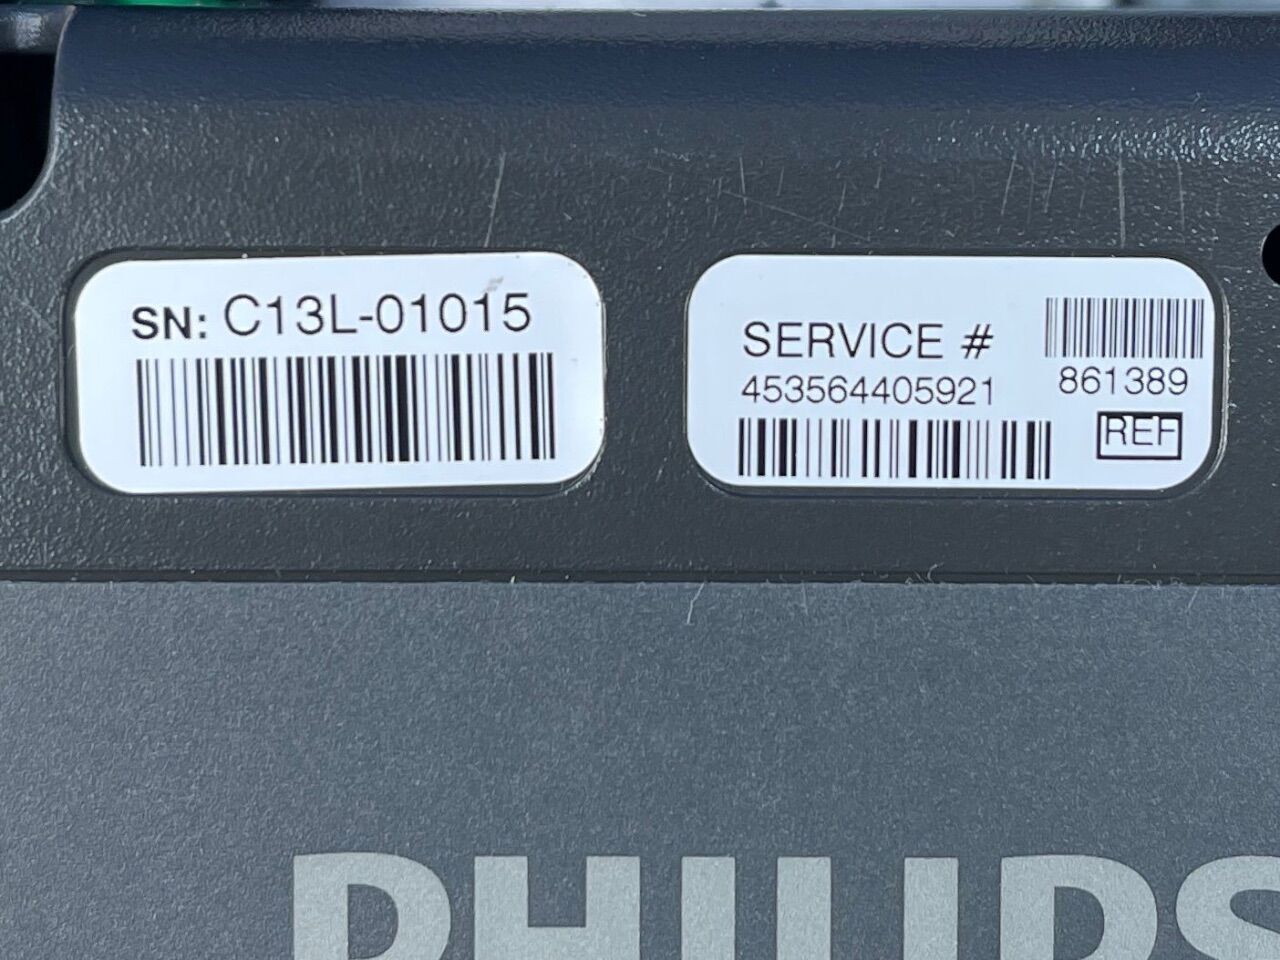 SN: C13L-01015
SERVICE #
453564405921
861389
REF
PHILIPS